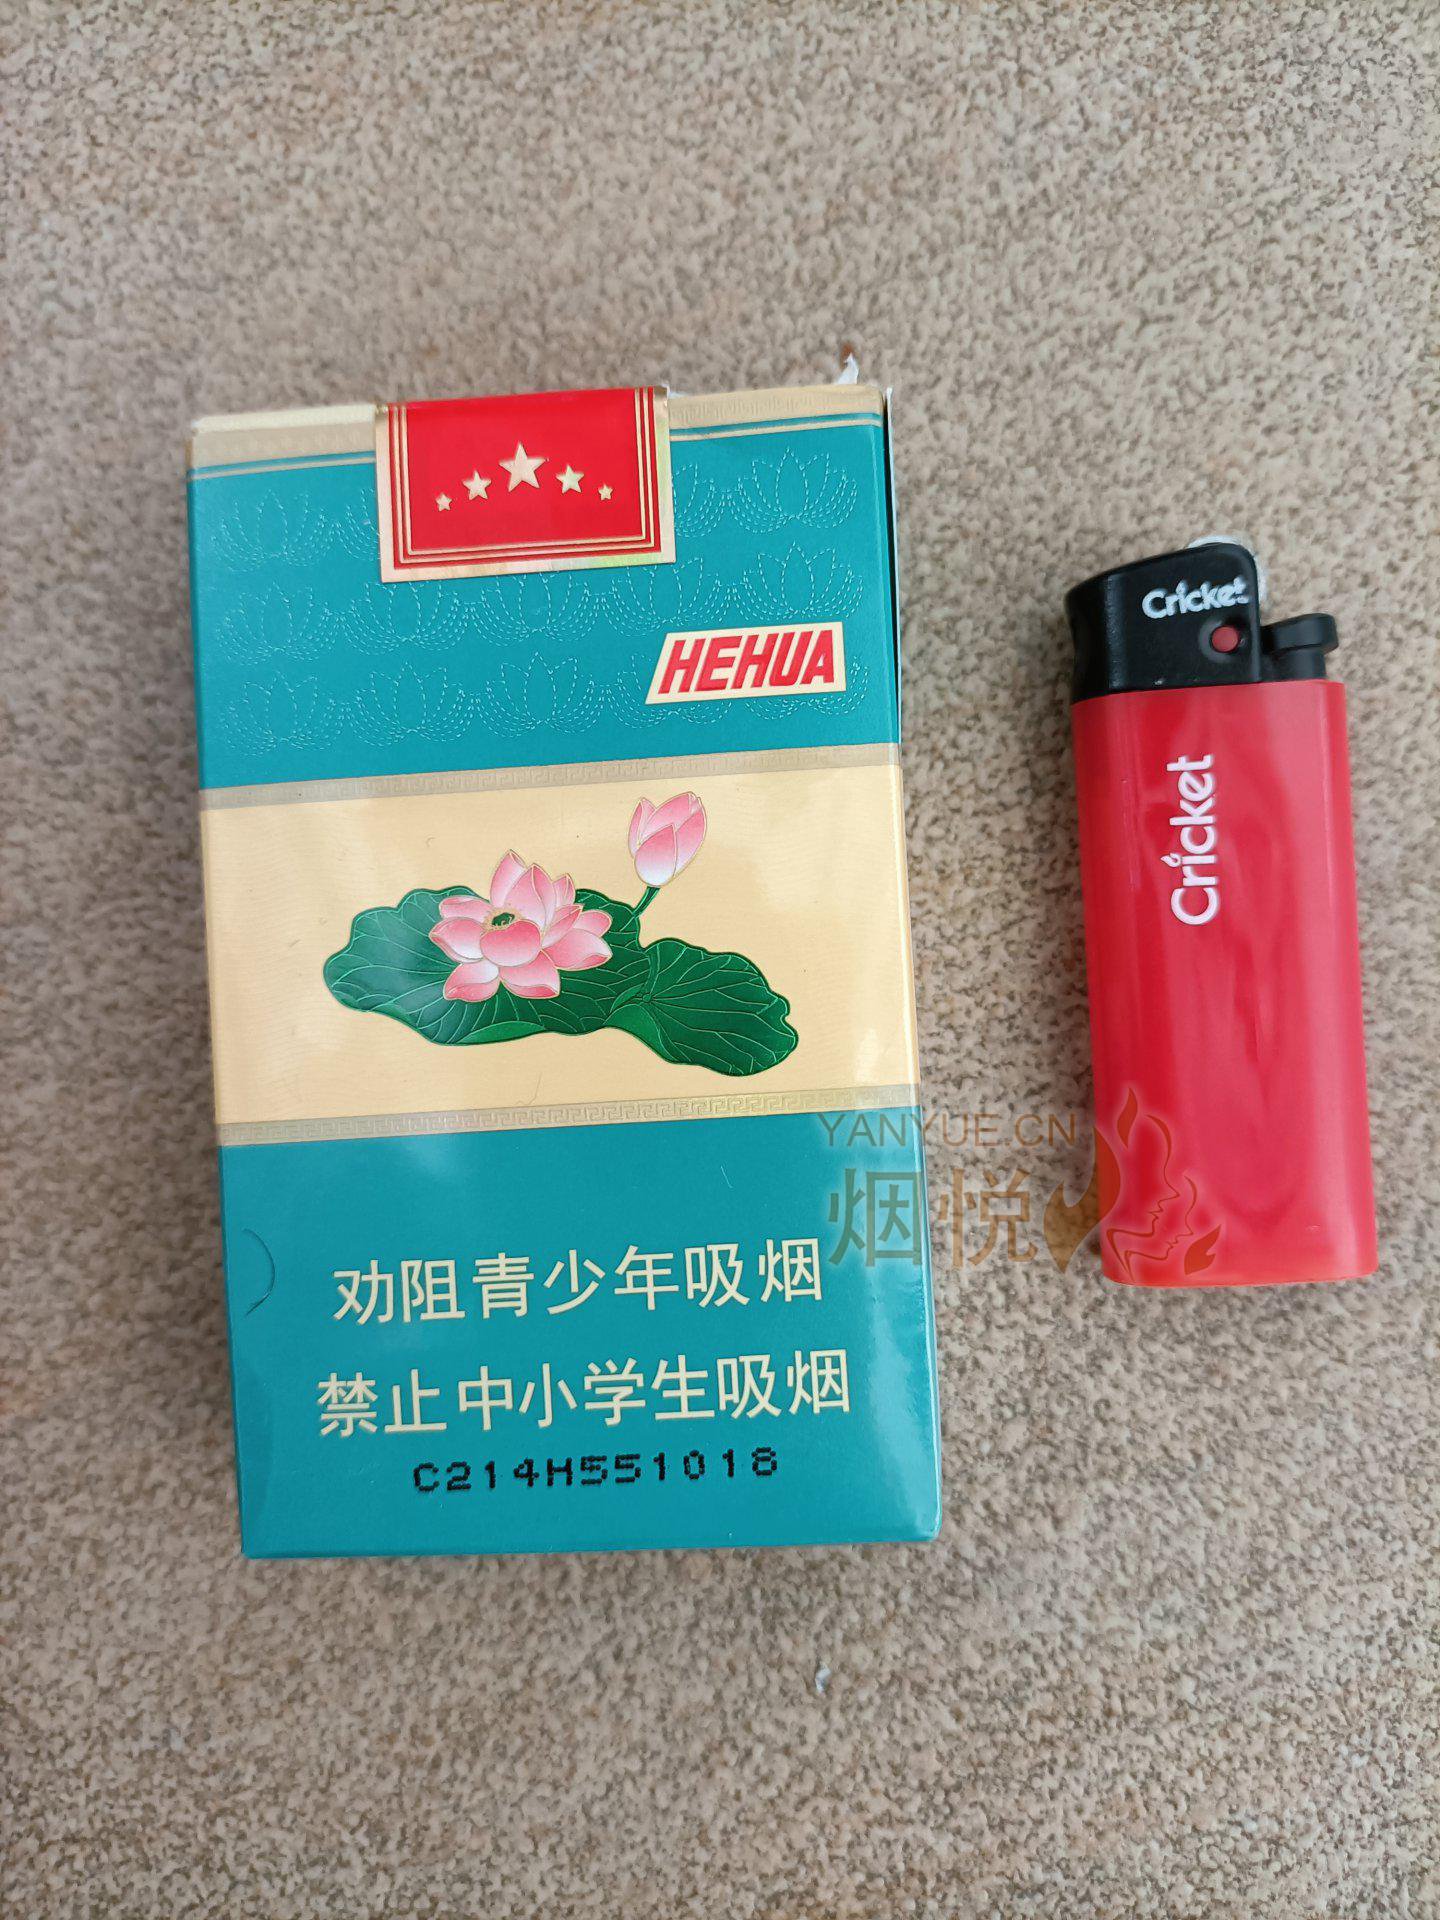 HEHUA
劝阻青少年吸烟
禁止中小学生吸烟
C214H551018
Cricket
Cricket
YANYUE.CN
烟悦